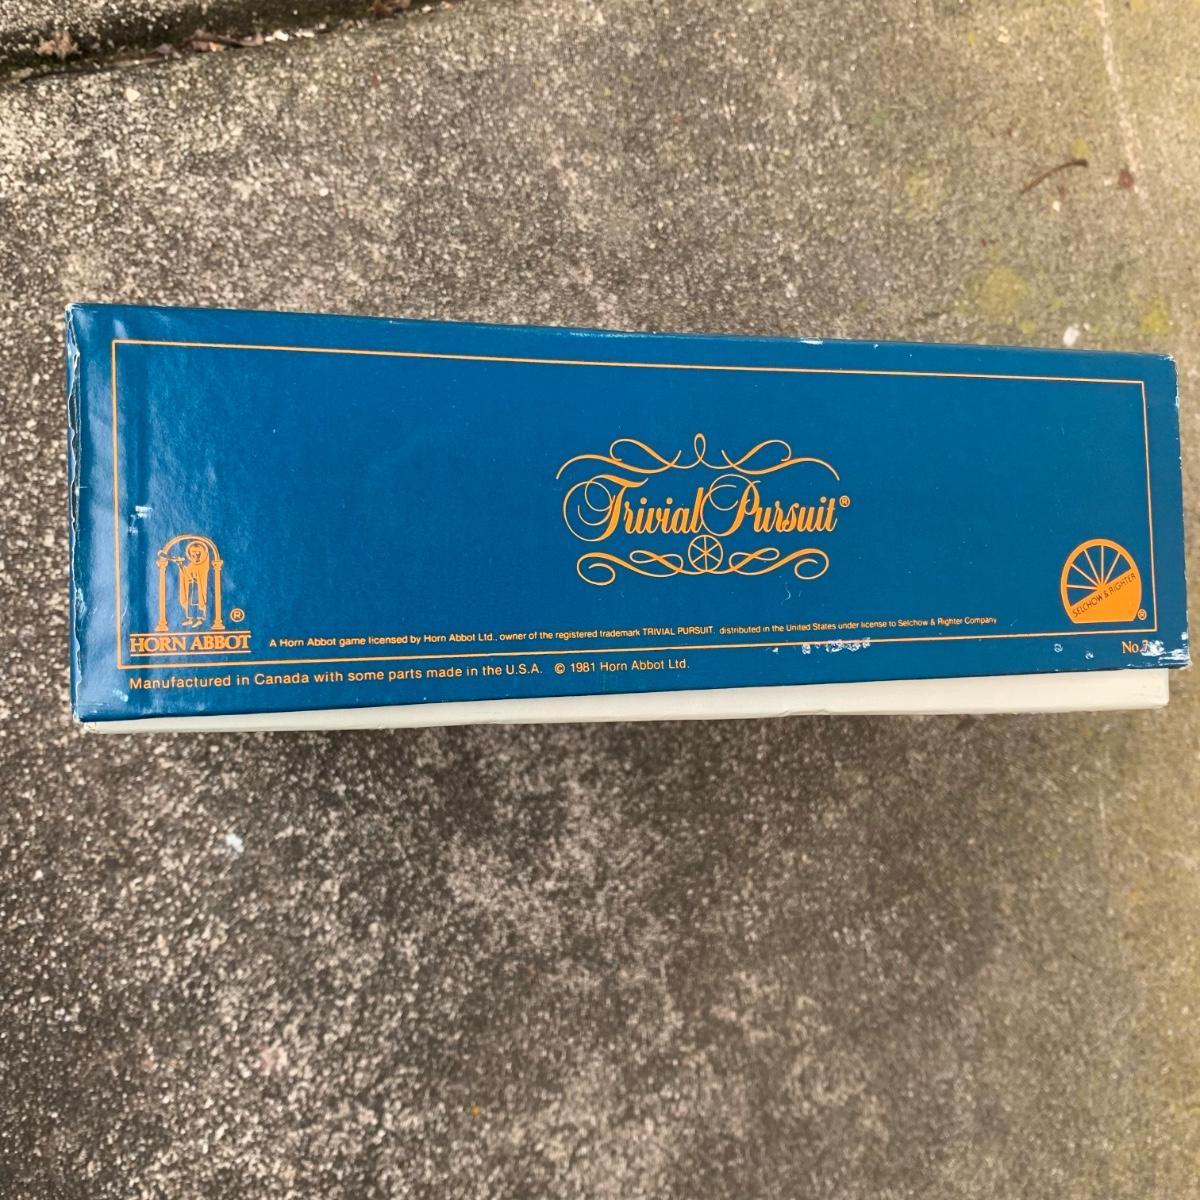 Trivial Pursuit®
SELCHOW & RIGHTER ®
®
HORN ABBOT
A Horn Abbot game licensed by Horn Abbot Ltd., owner of the registered trademark TRIVIAL PURSUIT. distributed in the United States under license to Selchow & Righter Company
No.
Manufactured in Canada with some parts made in the U.S.A. © 1981 Horn Abbot Ltd.